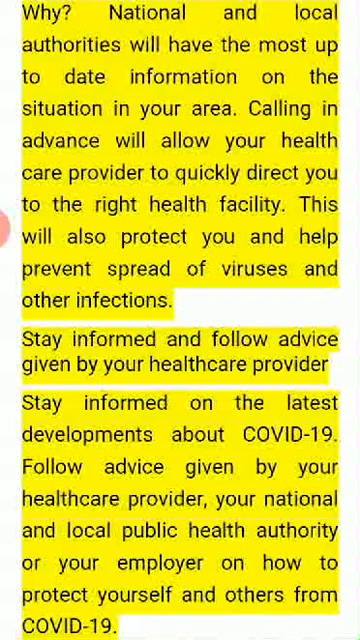 Why? National and local
authorities will have the most up
to date information on the
situation in your area. Calling in
advance will allow your health
care provider to quickly direct you
to the right health facility. This
will also protect you and help
prevent spread of viruses and
other infections.
Stay informed and follow advice
given by your healthcare provider
Stay informed on the latest
developments about COVID-19.
Follow advice given by your
healthcare provider, your national
and local public health authority
or your employer on how to
protect yourself and others from
COVID-19.